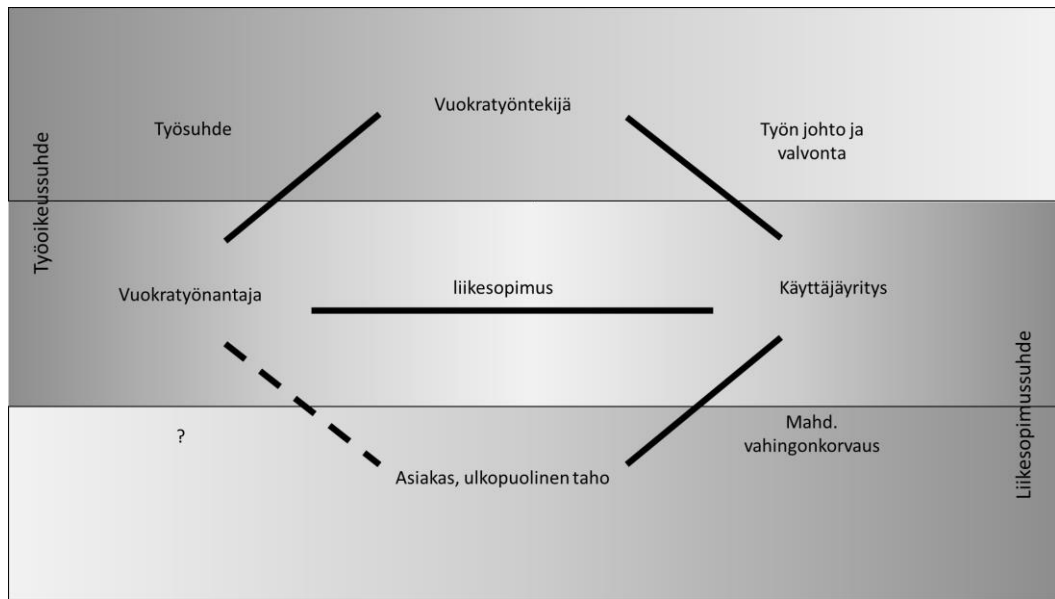 Vuokratyöntekijä
Työsuhde
Työn johto ja
valvonta
Työoikeussuhde
Vuokratyönantaja
liikesopimus
Käyttäjäyritys
?
Mahd.
vahingonkorvaus
Asiakas, ulkopuolinen taho
Liikesopimussuhde